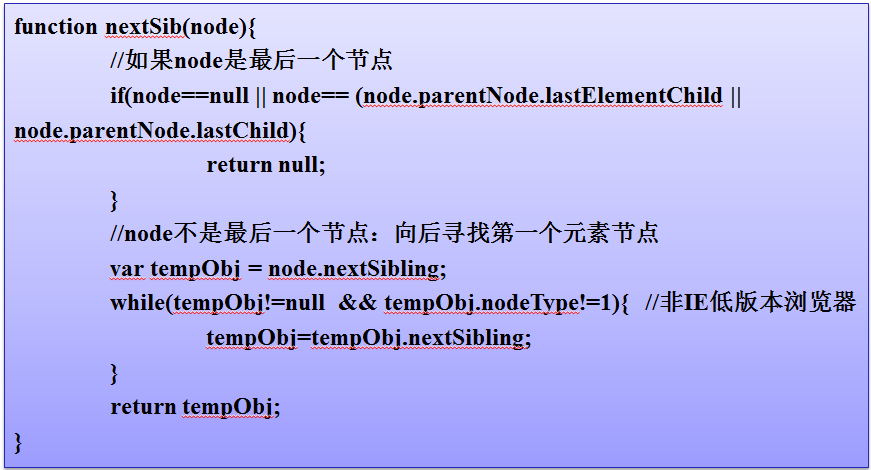 function nextSib(node){
//如果node是最后一个节点
if(node==null || node== (node.parentNode.lastElementChild ||
node.parentNode.lastChild){
return null;
}
//node不是最后一个节点：向后寻找第一个元素节点
var tempObj = node.nextSibling;
while(tempObj!=null && tempObj.nodeType!=1){ //非IE低版本浏览器
tempObj=tempObj.nextSibling;
}
return tempObj;
}